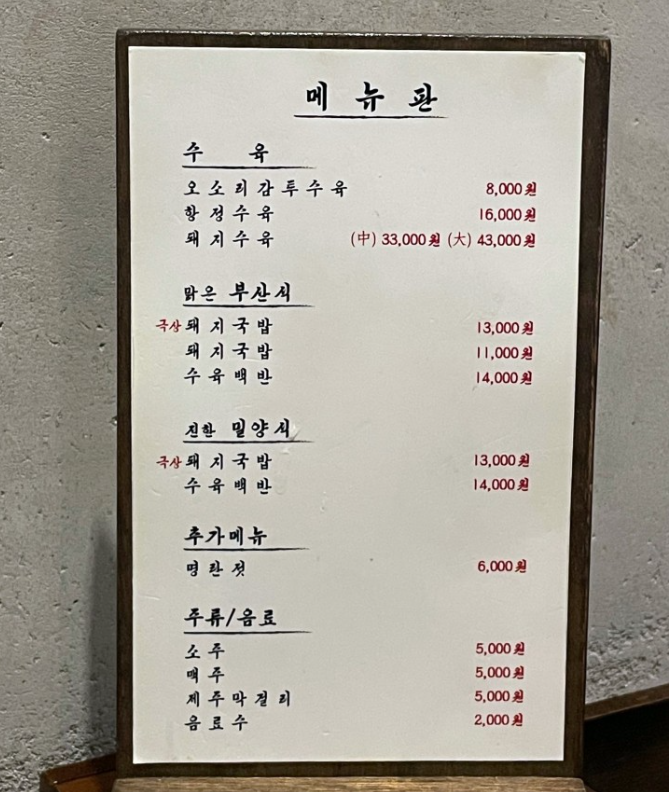 메뉴판
수육
오소리감투수육 8,000원
항정수육 16,000원
돼지수육 (中) 33,000원 (大) 43,000원
맑은 부산식
극상 돼지국밥 13,000원
돼지국밥 11,000원
수육백반 14,000원
진한 밀양식
극상 돼지국밥 13,000원
수육백반 14,000원
추가메뉴
명란젓 6,000원
주류/음료
소주 5,000원
맥주 5,000원
제주막걸리 5,000원
음료수 2,000원